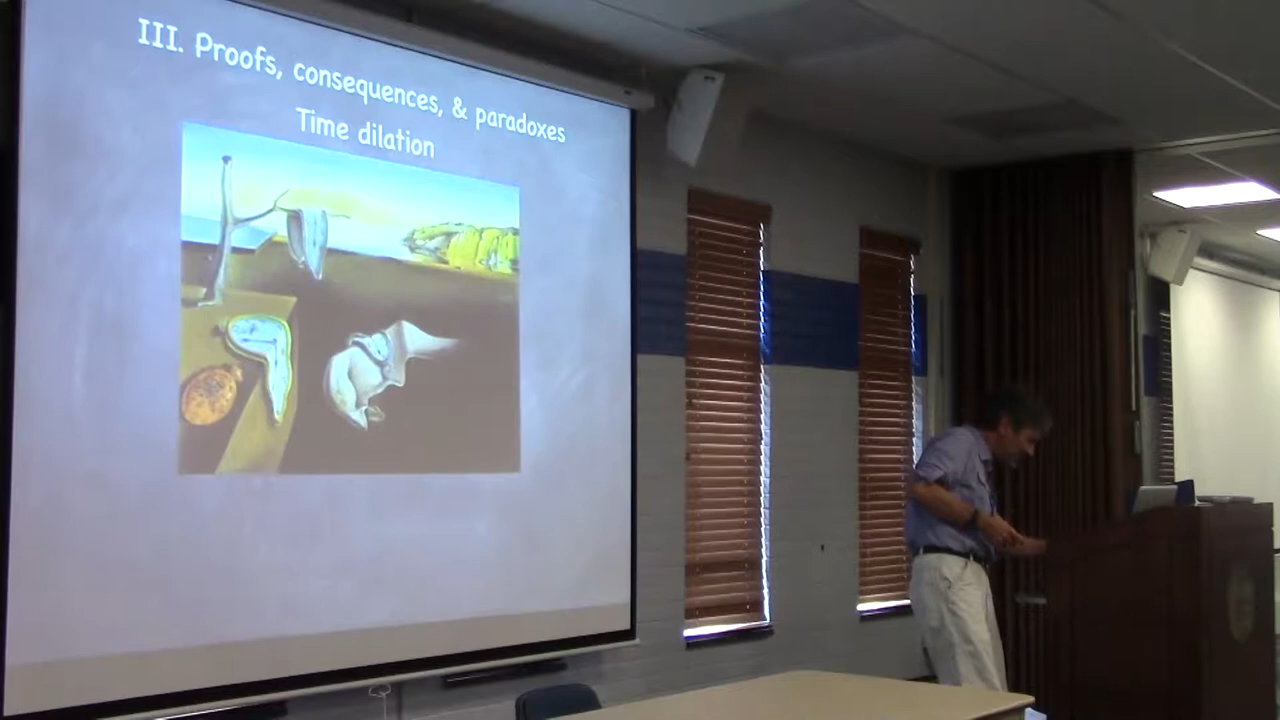 III. Proofs, consequences, & paradoxes
Time dilation